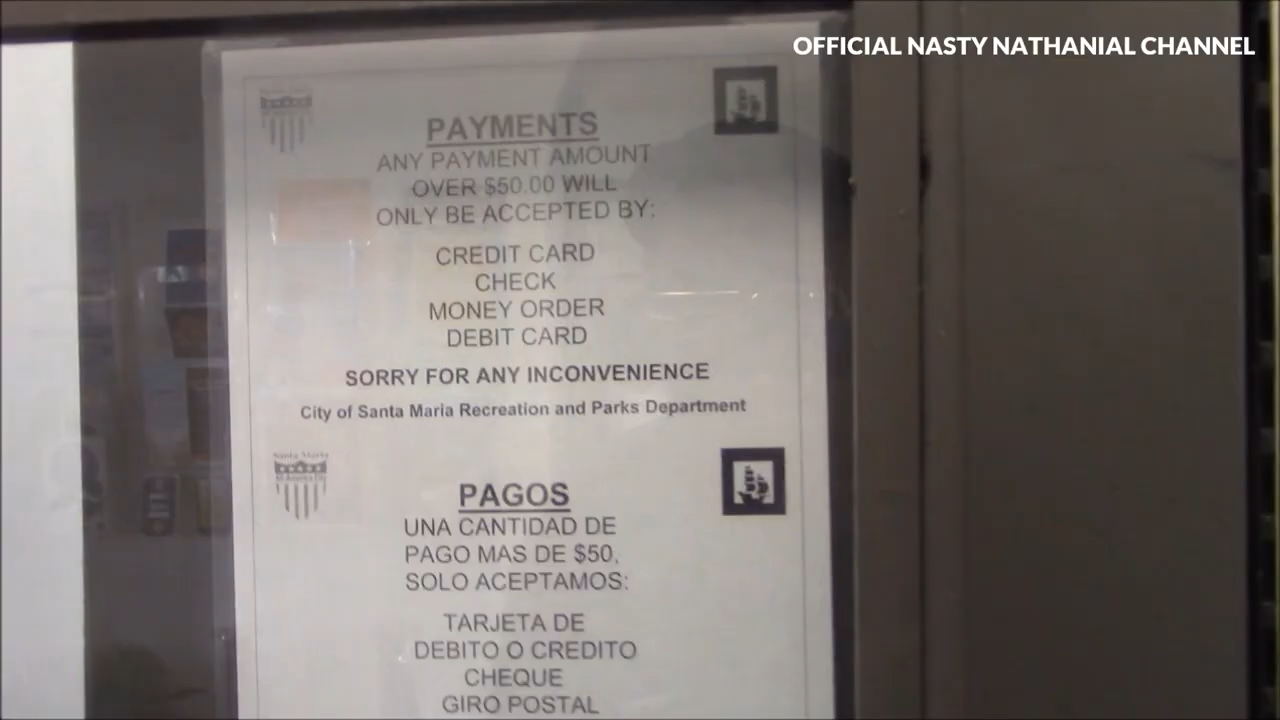 OFFICIAL NASTY NATHANIAL CHANNEL
PAYMENTS
ANY PAYMENT AMOUNT
OVER $50.00 WILL
ONLY BE ACCEPTED BY:
CREDIT CARD
CHECK
MONEY ORDER
DEBIT CARD
SORRY FOR ANY INCONVENIENCE
City of Santa Maria Recreation and Parks Department
Santa Maria
PAGOS
UNA CANTIDAD DE
PAGO MAS DE $50,
SOLO ACEPTAMOS:
TARJETA DE
DEBITO O CREDITO
CHEQUE
GIRO POSTAL